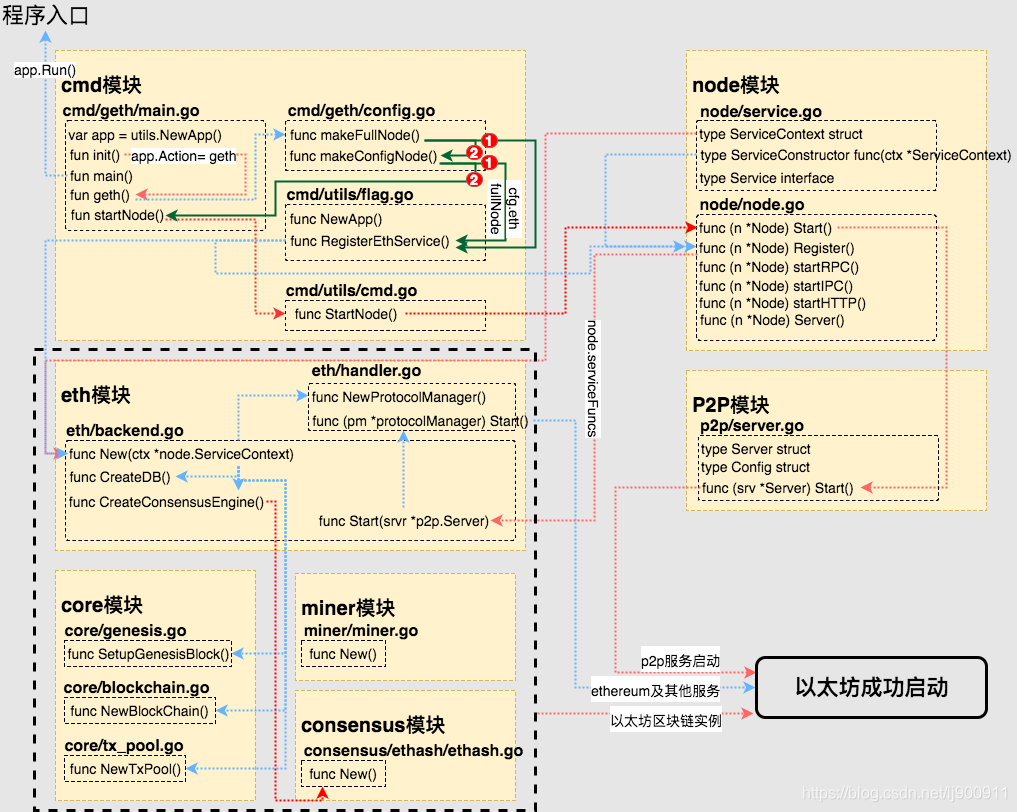 程序入口
app.Run()
cmd模块
cmd/geth/main.go
var app = utils.NewApp()
fun init()
app.Action= geth
fun main()
fun geth()
fun startNode()
cmd/geth/config.go
func makeFullNode()
func makeConfigNode()
1
2
1
2
cfg.eth
fullNode
cmd/utils/flag.go
func NewApp()
func RegisterEthService()
cmd/utils/cmd.go
func StartNode()
node模块
node/service.go
type ServiceContext struct
type ServiceConstructor func(ctx *ServiceContext)
type Service interface
node/node.go
func (n *Node) Start()
func (n *Node) Register()
func (n *Node) startRPC()
func (n *Node) startIPC()
func (n *Node) startHTTP()
func (n *Node) Server()
node.serviceFuncs
eth模块
eth/handler.go
func NewProtocolManager()
func (pm *protocolManager) Start()
eth/backend.go
func New(ctx *node.ServiceContext)
func CreateDB()
func CreateConsensusEngine()
func Start(srvr *p2p.Server)
P2P模块
p2p/server.go
type Server struct
type Config struct
func (srv *Server) Start()
core模块
core/genesis.go
func SetupGenesisBlock()
core/blockchain.go
func NewBlockChain()
core/tx_pool.go
func NewTxPool()
miner模块
miner/miner.go
func New()
consensus模块
consensus/ethash/ethash.go
func New()
p2p服务启动
ethereum及其他服务
以太坊区块链实例
以太坊成功启动
https://blog.csdn.net/lj900911